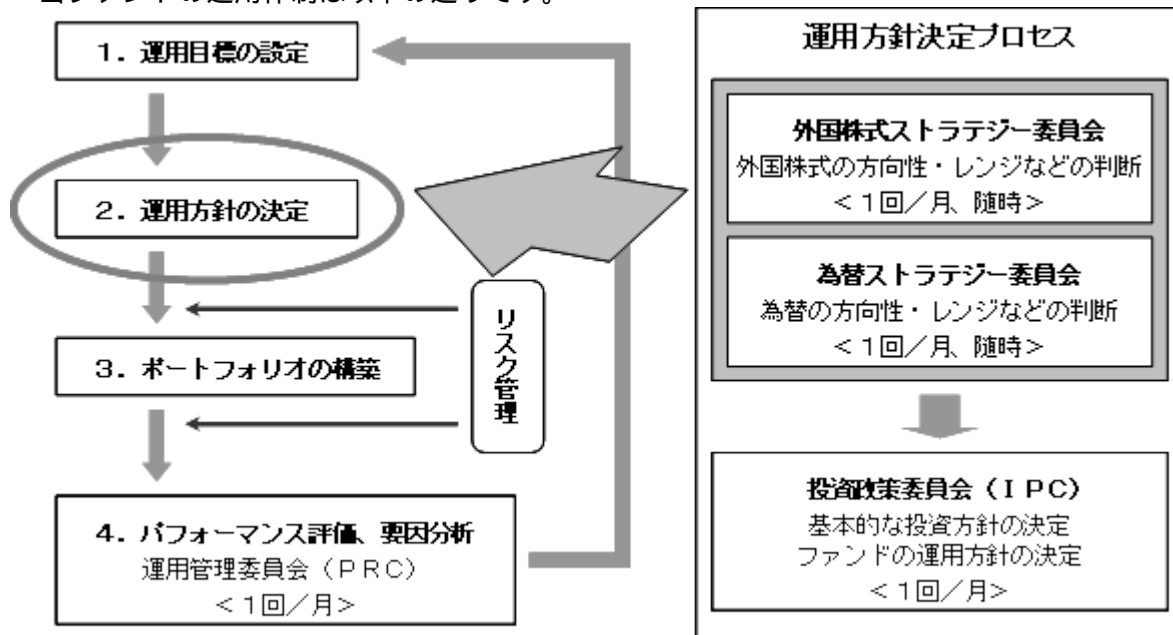 1．運用目標の設定
2．運用方針の決定
3．ポートフォリオの構築
リスク管理
4．パフォーマンス評価、要因分析
運用管理委員会（ＰＲＣ）
＜１回／月＞
運用方針決定プロセス
外国株式ストラテジー委員会
外国株式の方向性・レンジなどの判断
＜１回／月、随時＞
為替ストラテジー委員会
為替の方向性・レンジなどの判断
＜１回／月、随時＞
投資政策委員会（ＩＰＣ）
基本的な投資方針の決定
ファンドの運用方針の決定
＜１回／月＞